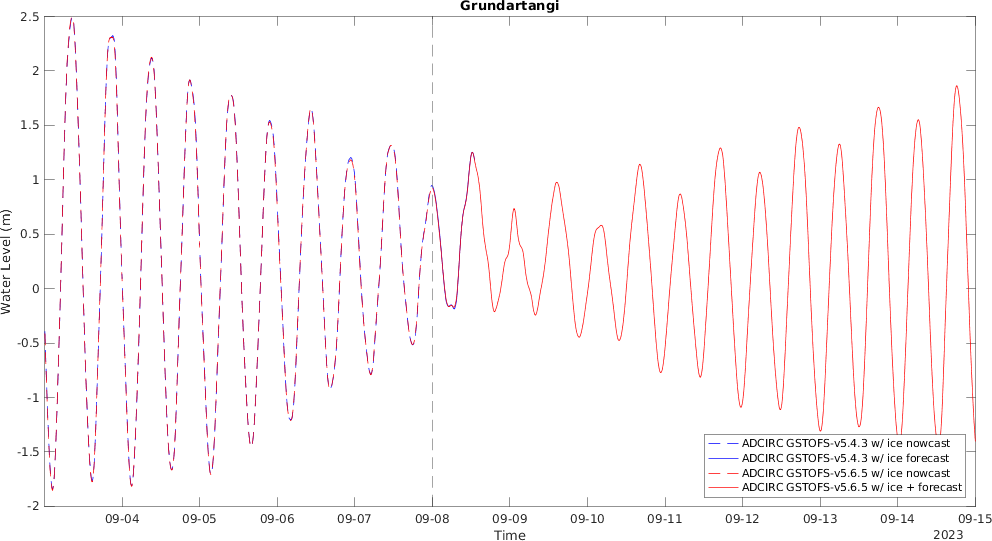 Grundartangi
2.5
2
1.5
1
0.5
0
-0.5
-1
-1.5
-2
Water Level (m)
ADCIRC GSTOFS-v5.4.3 w/ ice nowcast
ADCIRC GSTOFS-v5.4.3 w/ ice forecast
ADCIRC GSTOFS-v5.6.5 w/ ice nowcast
ADCIRC GSTOFS-v5.6.5 w/ ice + forecast
09-04 09-05 09-06 09-07 09-08 09-09 09-10 09-11 09-12 09-13 09-14 09-15
Time
2023